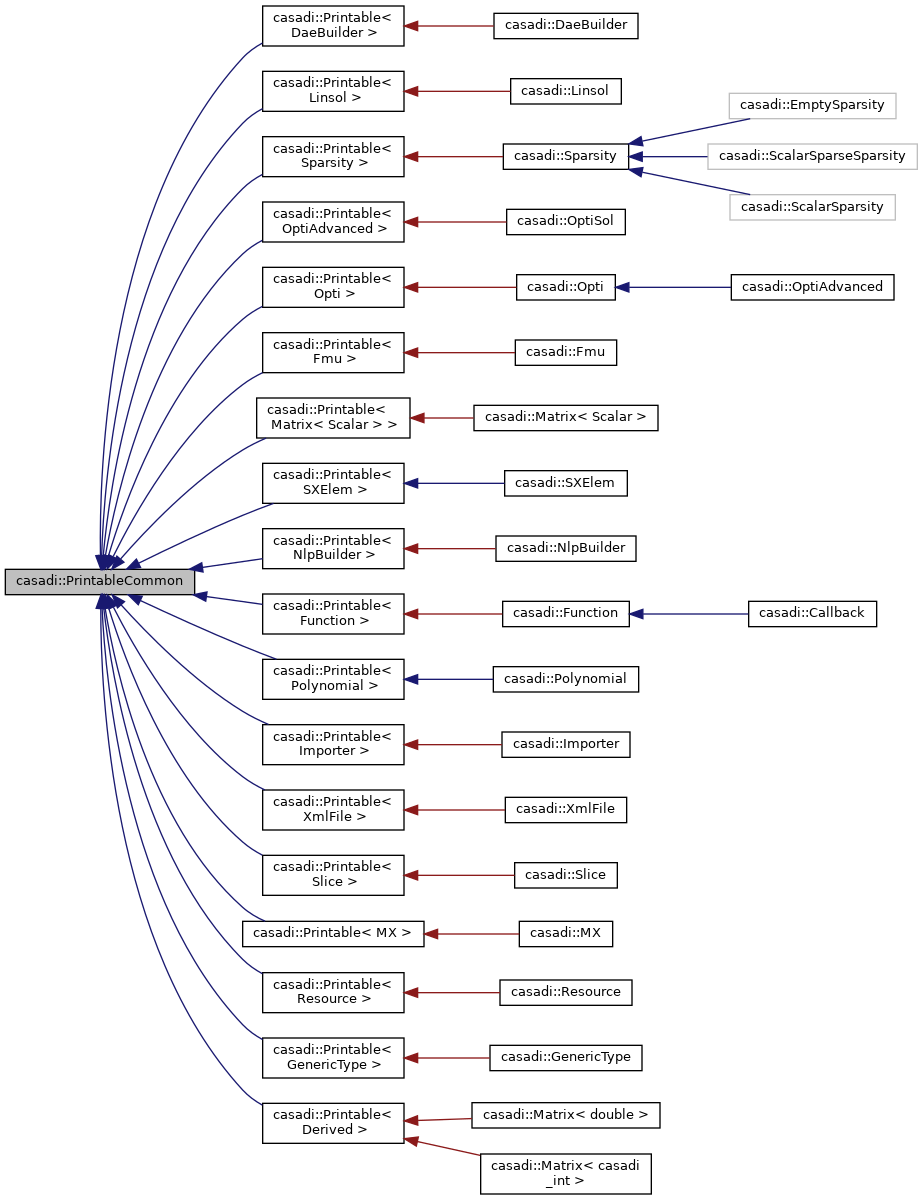 casadi::Printable<
DaeBuilder >
casadi::DaeBuilder
casadi::Printable<
Linsol >
casadi::Linsol
casadi::EmptySparsity
casadi::Printable<
Sparsity >
casadi::Sparsity
casadi::ScalarSparseSparsity
casadi::ScalarSparsity
casadi::Printable<
OptiAdvanced >
casadi::OptiSol
casadi::Printable<
Opti >
casadi::Opti
casadi::OptiAdvanced
casadi::Printable<
Fmu >
casadi::Fmu
casadi::Printable<
Matrix< Scalar > >
casadi::Matrix< Scalar >
casadi::Printable<
SXElem >
casadi::SXElem
casadi::Printable<
NlpBuilder >
casadi::NlpBuilder
casadi::PrintableCommon
casadi::Printable<
Function >
casadi::Function
casadi::Callback
casadi::Printable<
Polynomial >
casadi::Polynomial
casadi::Printable<
Importer >
casadi::Importer
casadi::Printable<
XmlFile >
casadi::XmlFile
casadi::Printable<
Slice >
casadi::Slice
casadi::Printable< MX >
casadi::MX
casadi::Printable<
Resource >
casadi::Resource
casadi::Printable<
GenericType >
casadi::GenericType
casadi::Printable<
Derived >
casadi::Matrix< double >
casadi::Matrix< casadi
_int >